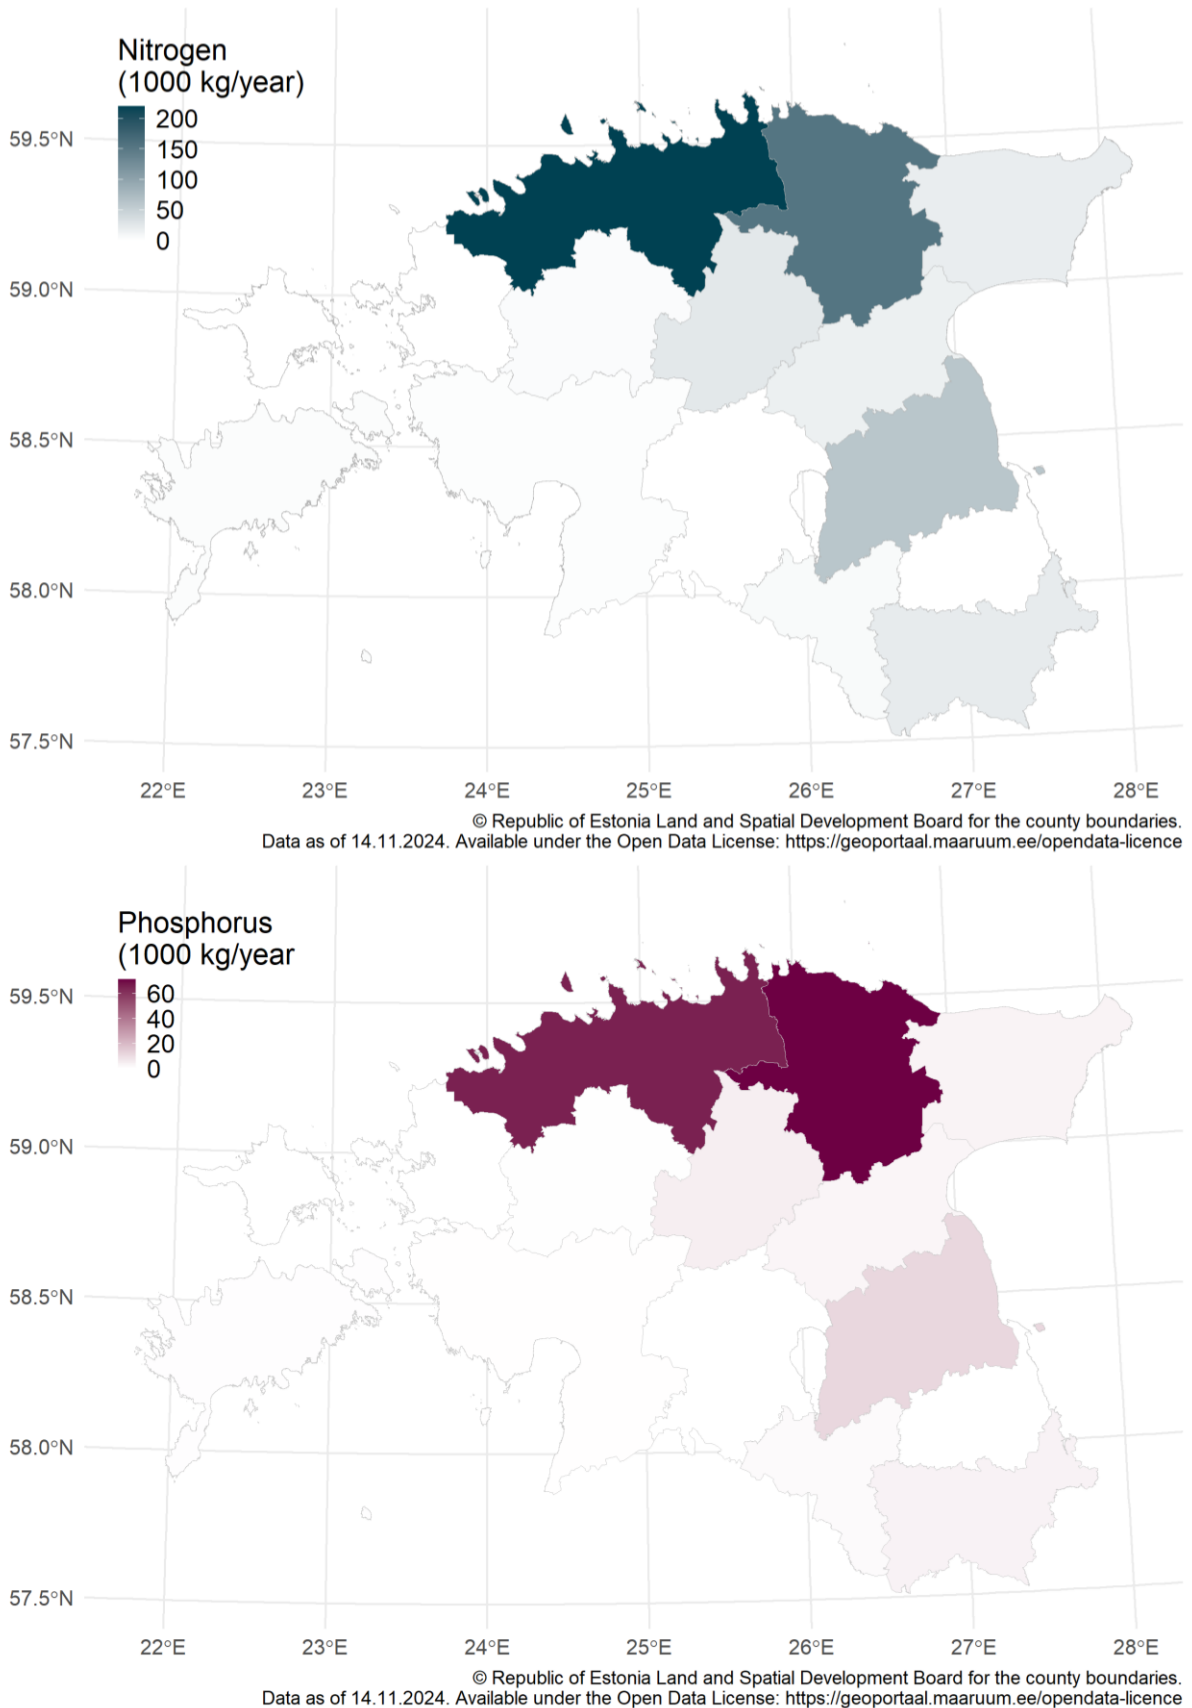 Nitrogen
(1000 kg/year)
200
150
100
50
0
59.5°N
59.0°N
58.5°N
58.0°N
57.5°N
22°E 23°E 24°E 25°E 26°E 27°E 28°E
© Republic of Estonia Land and Spatial Development Board for the county boundaries.
Data as of 14.11.2024. Available under the Open Data License: https://geoportaal.maaruum.ee/opendata-licence
Phosphorus
(1000 kg/year
60
40
20
0
59.5°N
59.0°N
58.5°N
58.0°N
57.5°N
22°E 23°E 24°E 25°E 26°E 27°E 28°E
© Republic of Estonia Land and Spatial Development Board for the county boundaries.
Data as of 14.11.2024. Available under the Open Data License: https://geoportaal.maaruum.ee/opendata-licence